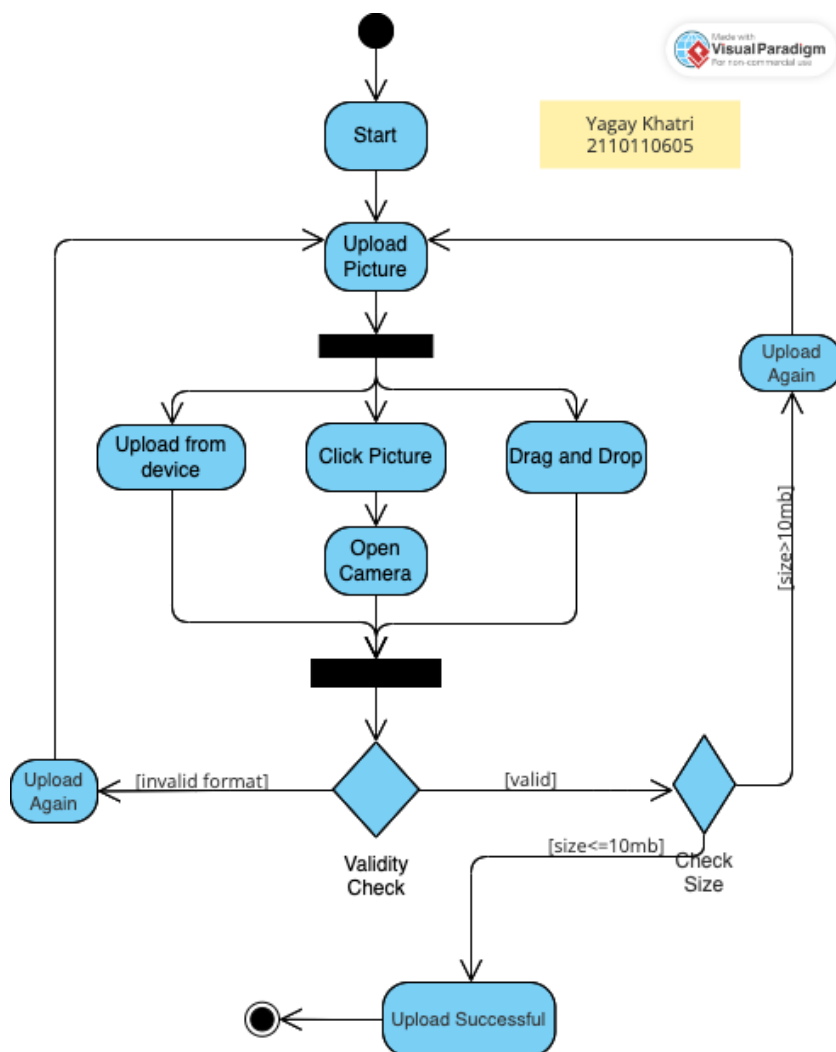 Made with
Visual Paradigm
For non-commercial use
Start
Yagay Khatri
2110110605
Upload
Picture
Upload
Again
Upload from
device
Click Picture
Drag and Drop
[size>10mb]
Open
Camera
Upload
Again
[invalid format]
[valid]
Validity
Check
[size<=10mb]
Check
Size
Upload Successful